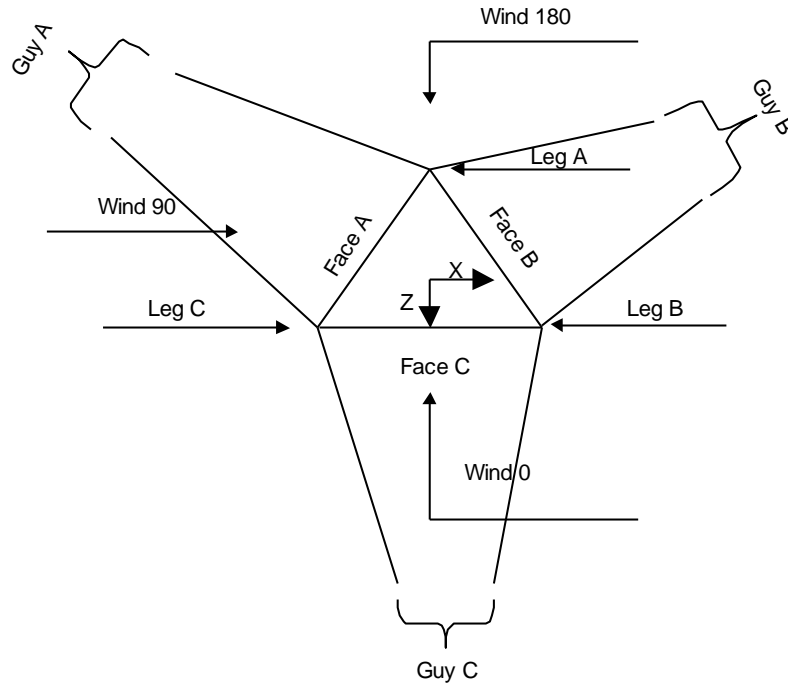 Wind 180
Guy A
Guy B
Leg A
Wind 90
Face A
Face B
X
Z
Leg C
Leg B
Face C
Wind 0
Guy C